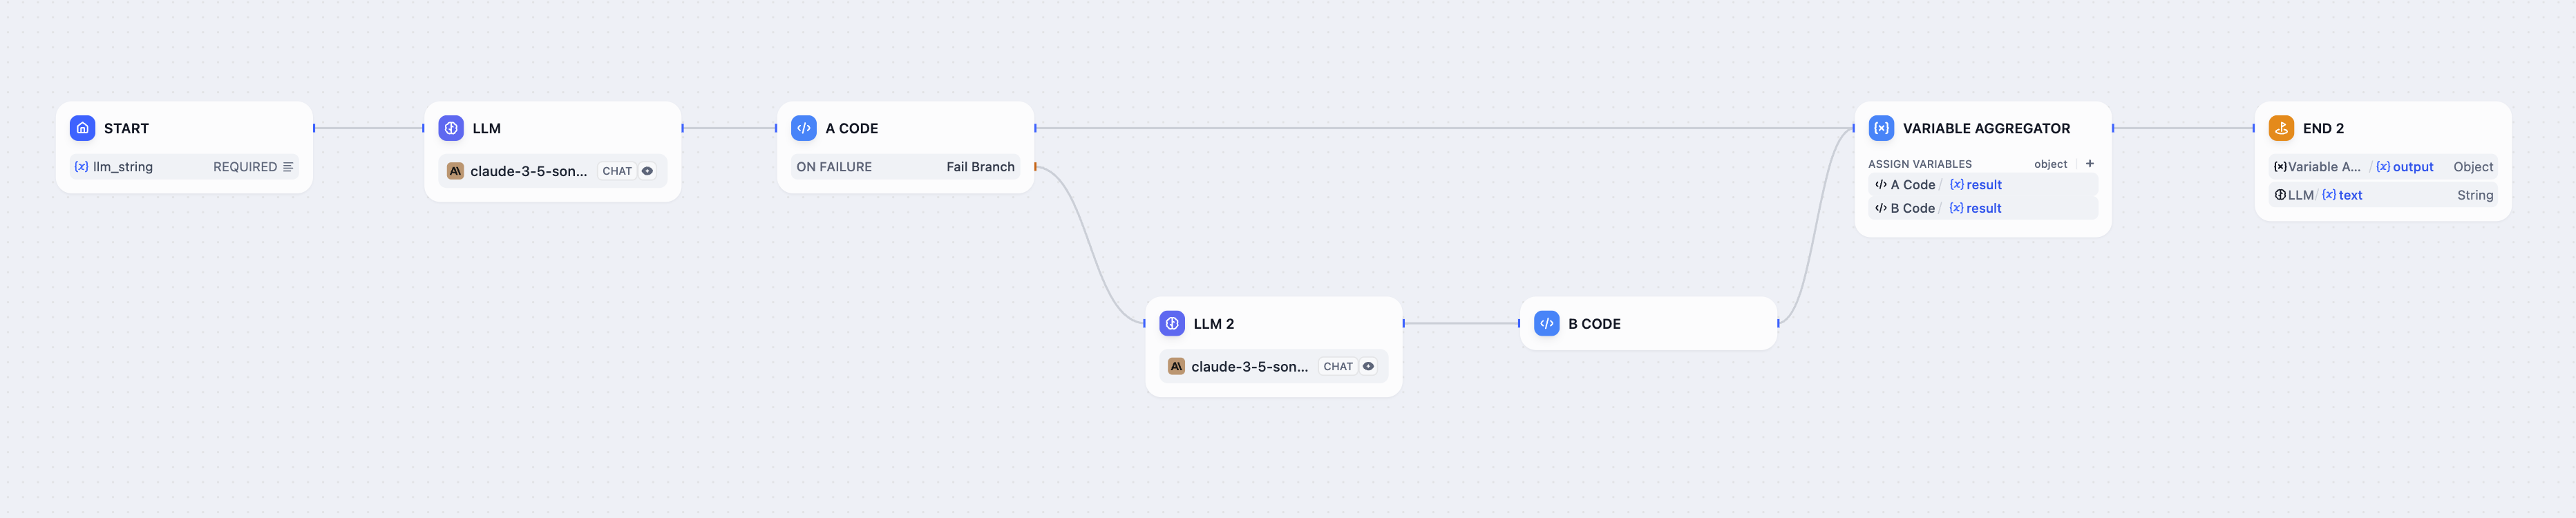 START
llm_string REQUIRED
LLM
claude-3-5-son... CHAT
A CODE
ON FAILURE Fail Branch
LLM 2
claude-3-5-son... CHAT
B CODE
VARIABLE AGGREGATOR
ASSIGN VARIABLES object +
A Code / {x} result
B Code / {x} result
END 2
Variable A... / {x} output Object
LLM / {x} text String